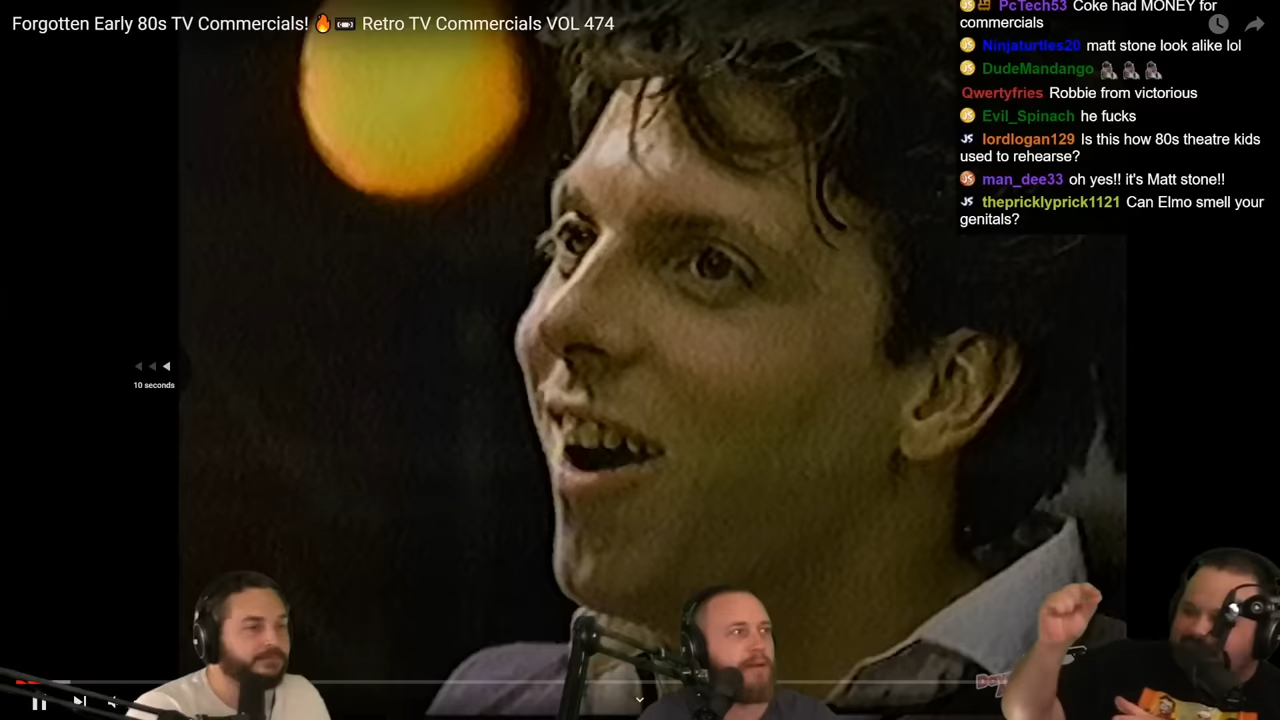 Forgotten Early 80s TV Commercials! 🔥📼 Retro TV Commercials VOL 474
PcTech53 Coke had MONEY for
commercials
Ninjaturtles20 matt stone look alike lol
DudeMandango
Qwertyfries Robbie from victorious
Evil_Spinach he fucks
lordlogan129 Is this how 80s theatre kids
used to rehearse?
man_dee33 oh yes!! it's Matt stone!!
thepricklyprick1121 Can Elmo smell your
genitals?
10 seconds